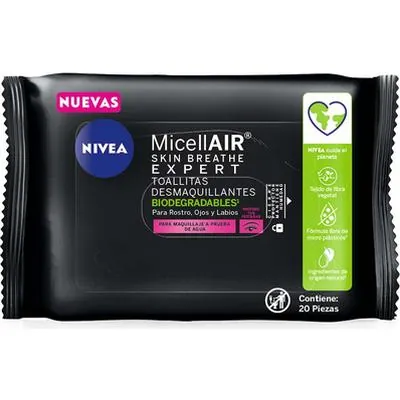 NUEVAS
NIVEA
MicellAIR®
SKIN BREATHE
EXPERT
TOALLITAS
DESMAQUILLANTES
BIODEGRADABLES¹
Para Rostro, Ojos y Labios
PARA MAQUILLAJE A PRUEBA
DE AGUA
NIVEA cuida el
planeta
Tejido de fibra
vegetal
Fórmula libre de
micro plásticos²
Ingredientes de
origen natural³
Contiene:
20 Piezas